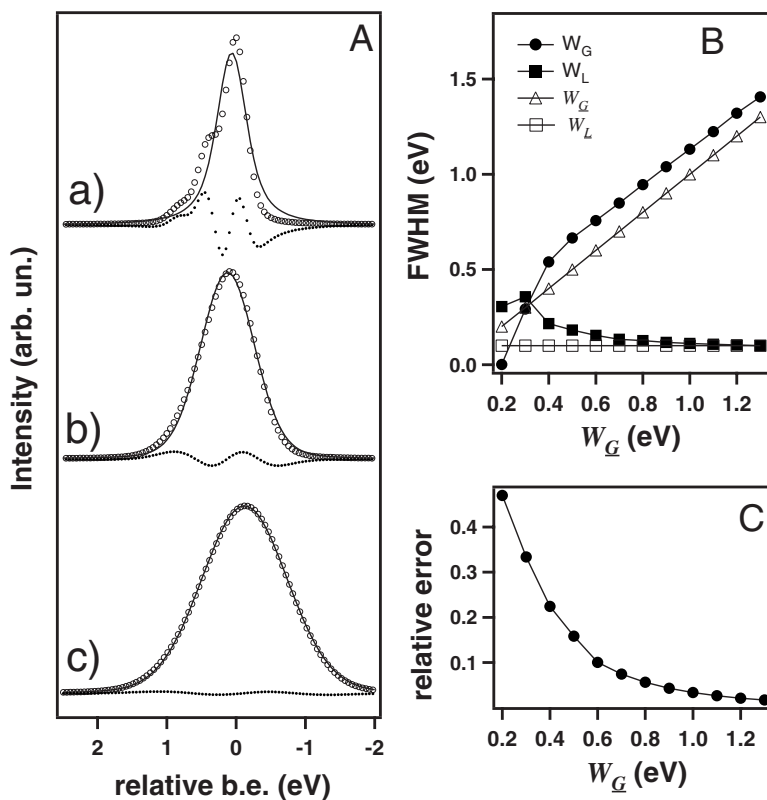 A
a)
b)
c)
Intensity (arb. un.)
2 1 0 -1 -2
relative b.e. (eV)
B
W_G
W_L
W_G
W_L
1.5
1.0
0.5
0.0
FWHM (eV)
0.2 0.4 0.6 0.8 1.0 1.2
W_G (eV)
C
0.4
0.3
0.2
0.1
relative error
0.2 0.4 0.6 0.8 1.0 1.2
W_G (eV)